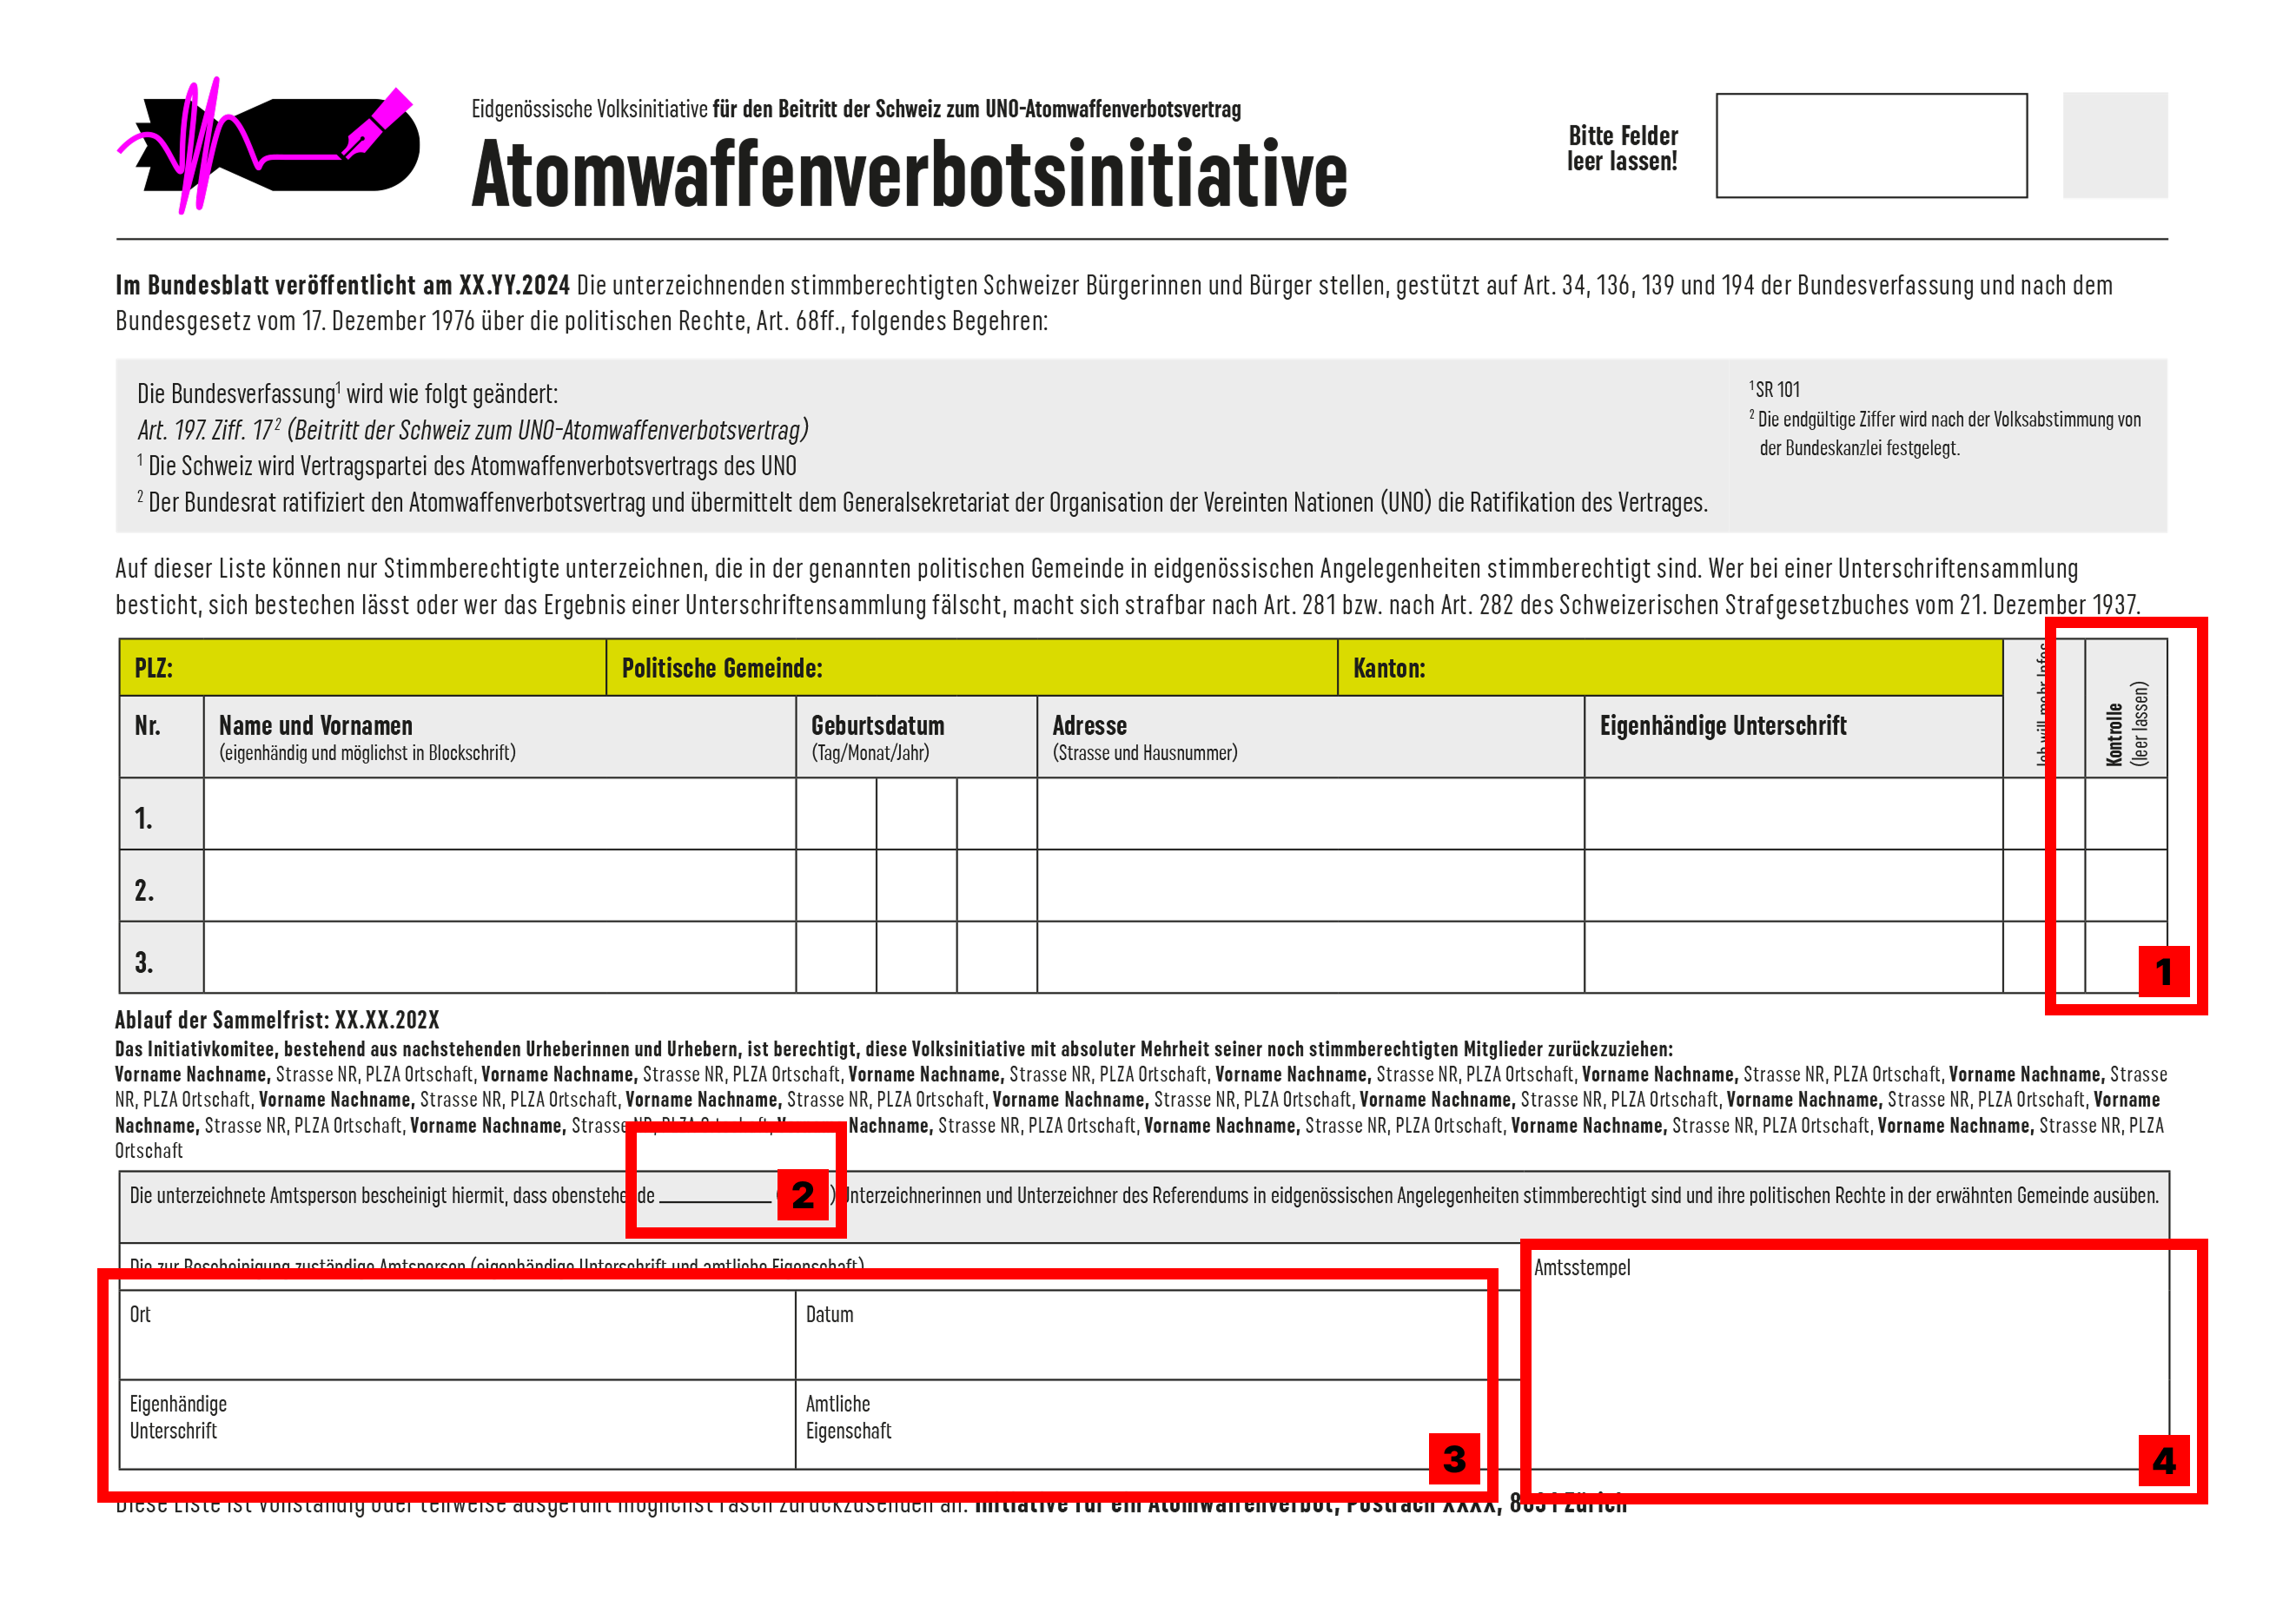 Eidgenössische Volksinitiative für den Beitritt der Schweiz zum UNO-Atomwaffenverbotsvertrag
Atomwaffenverbotsinitiative
Bitte Felder
leer lassen!
Im Bundesblatt veröffentlicht am XX.YY.2024 Die unterzeichnenden stimmberechtigten Schweizer Bürgerinnen und Bürger stellen, gestützt auf Art. 34, 136, 139 und 194 der Bundesverfassung und nach dem
Bundesgesetz vom 17. Dezember 1976 über die politischen Rechte, Art. 68ff., folgendes Begehren:
Die Bundesverfassung¹ wird wie folgt geändert:
Art. 197. Ziff. 17² (Beitritt der Schweiz zum UNO-Atomwaffenverbotsvertrag)
¹ Die Schweiz wird Vertragspartei des Atomwaffenverbotsvertrags des UNO
² Der Bundesrat ratifiziert den Atomwaffenverbotsvertrag und übermittelt dem Generalsekretariat der Organisation der Vereinten Nationen (UNO) die Ratifikation des Vertrages.
¹ SR 101
² Die endgültige Ziffer wird nach der Volksabstimmung von
der Bundeskanzlei festgelegt.
Auf dieser Liste können nur Stimmberechtigte unterzeichnen, die in der genannten politischen Gemeinde in eidgenössischen Angelegenheiten stimmberechtigt sind. Wer bei einer Unterschriftensammlung
besticht, sich bestechen lässt oder wer das Ergebnis einer Unterschriftensammlung fälscht, macht sich strafbar nach Art. 281 bzw. nach Art. 282 des Schweizerischen Strafgesetzbuches vom 21. Dezember 1937.
PLZ:
Politische Gemeinde:
Kanton:
Ich will mehr Infos
Kontrolle
(leer lassen)
Nr.
Name und Vornamen
(eigenhändig und möglichst in Blockschrift)
Geburtsdatum
(Tag/Monat/Jahr)
Adresse
(Strasse und Hausnummer)
Eigenhändige Unterschrift
1.
2.
3.
1
Ablauf der Sammelfrist: XX.XX.202X
Das Initiativkomitee, bestehend aus nachstehenden Urheberinnen und Urhebern, ist berechtigt, diese Volksinitiative mit absoluter Mehrheit seiner noch stimmberechtigten Mitglieder zurückzuziehen:
Vorname Nachname, Strasse NR, PLZA Ortschaft, Vorname Nachname, Strasse NR, PLZA Ortschaft, Vorname Nachname, Strasse NR, PLZA Ortschaft, Vorname Nachname, Strasse NR, PLZA Ortschaft, Vorname Nachname, Strasse NR, PLZA Ortschaft, Vorname Nachname, Strasse
NR, PLZA Ortschaft, Vorname Nachname, Strasse NR, PLZA Ortschaft, Vorname Nachname, Strasse NR, PLZA Ortschaft, Vorname Nachname, Strasse NR, PLZA Ortschaft, Vorname Nachname, Strasse NR, PLZA Ortschaft, Vorname Nachname, Strasse NR, PLZA Ortschaft, Vorname
Nachname, Strasse NR, PLZA Ortschaft, Vorname Nachname, Strasse NR, PLZA Ortschaft, Vorname Nachname, Strasse NR, PLZA Ortschaft, Vorname Nachname, Strasse NR, PLZA Ortschaft, Vorname Nachname, Strasse NR, PLZA Ortschaft, Vorname Nachname, Strasse NR, PLZA
Ortschaft
Die unterzeichnete Amtsperson bescheinigt hiermit, dass obenstehende ) Unterzeichnerinnen und Unterzeichner des Referendums in eidgenössischen Angelegenheiten stimmberechtigt sind und ihre politischen Rechte in der erwähnten Gemeinde ausüben.
2
Die zur Bescheinigung zuständige Amtsperson (eigenhändige Unterschrift und amtliche Eigenschaft)
Amtsstempel
Ort
Datum
Eigenhändige
Unterschrift
Amtliche
Eigenschaft
3
4
Diese Liste ist vollständig oder teilweise ausgefüllt möglichst rasch zurückzusenden an: Initiative für ein Atomwaffenverbot, Postfach XXXX, 8031 Zürich